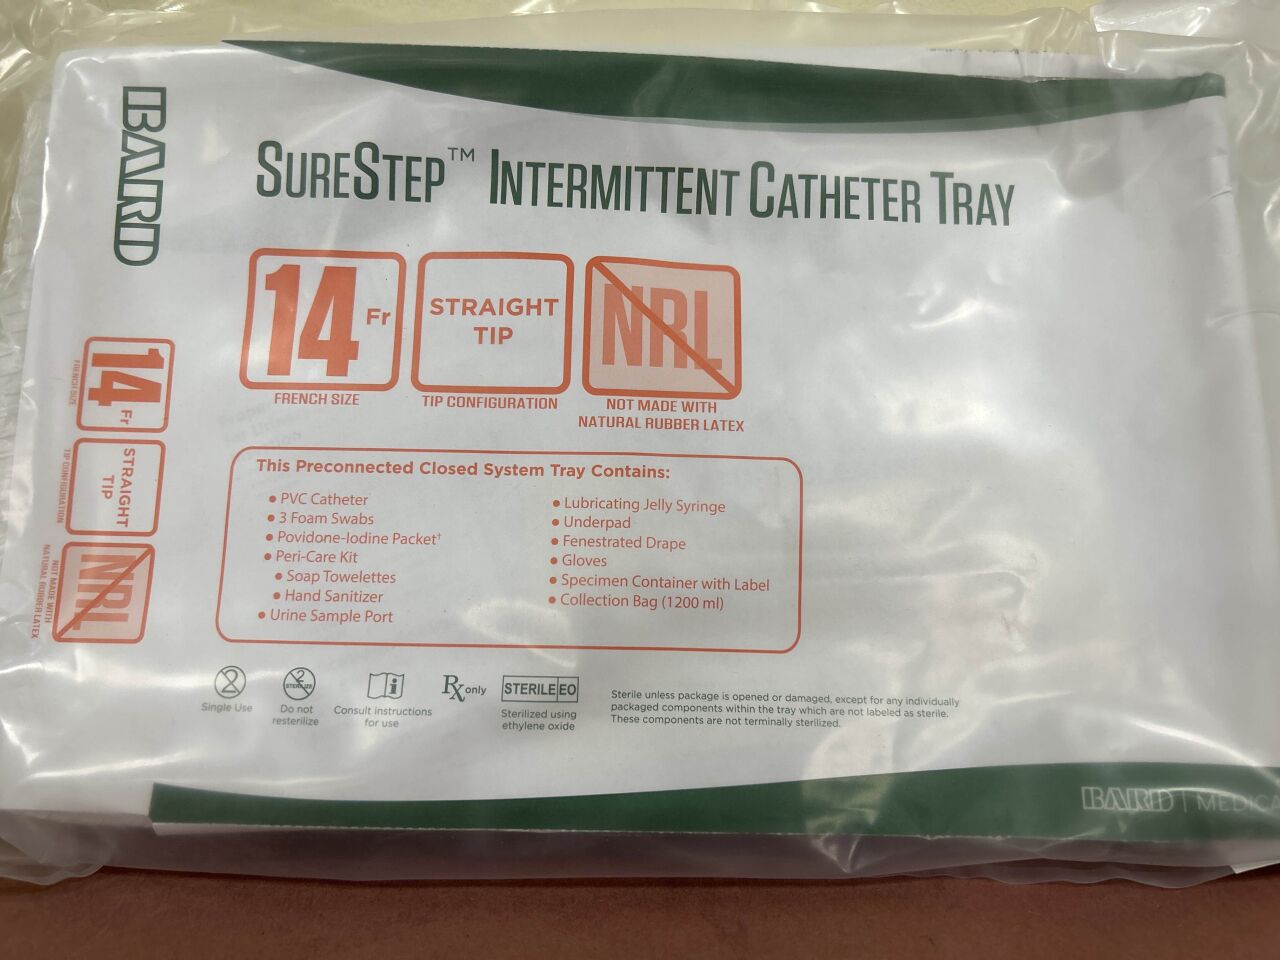 BARD
SURESTEP™ INTERMITTENT CATHETER TRAY
14 Fr
FRENCH SIZE
STRAIGHT
TIP
TIP CONFIGURATION
NRL
NOT MADE WITH
NATURAL RUBBER LATEX
14 Fr
FRENCH SIZE
STRAIGHT
TIP
TIP CONFIGURATION
NRL
NOT MADE WITH
NATURAL RUBBER LATEX
This Preconnected Closed System Tray Contains:
• PVC Catheter
• 3 Foam Swabs
• Povidone-Iodine Packet†
• Peri-Care Kit
• Soap Towelettes
• Hand Sanitizer
• Urine Sample Port
• Lubricating Jelly Syringe
• Underpad
• Fenestrated Drape
• Gloves
• Specimen Container with Label
• Collection Bag (1200 ml)
2
Single Use
2
STERILIZE
Do not
resterilize
i
Consult instructions
for use
Rx only
STERILE EO
Sterilized using
ethylene oxide
Sterile unless package is opened or damaged, except for any individually
packaged components within the tray which are not labeled as sterile.
These components are not terminally sterilized.
BARD | MEDICA